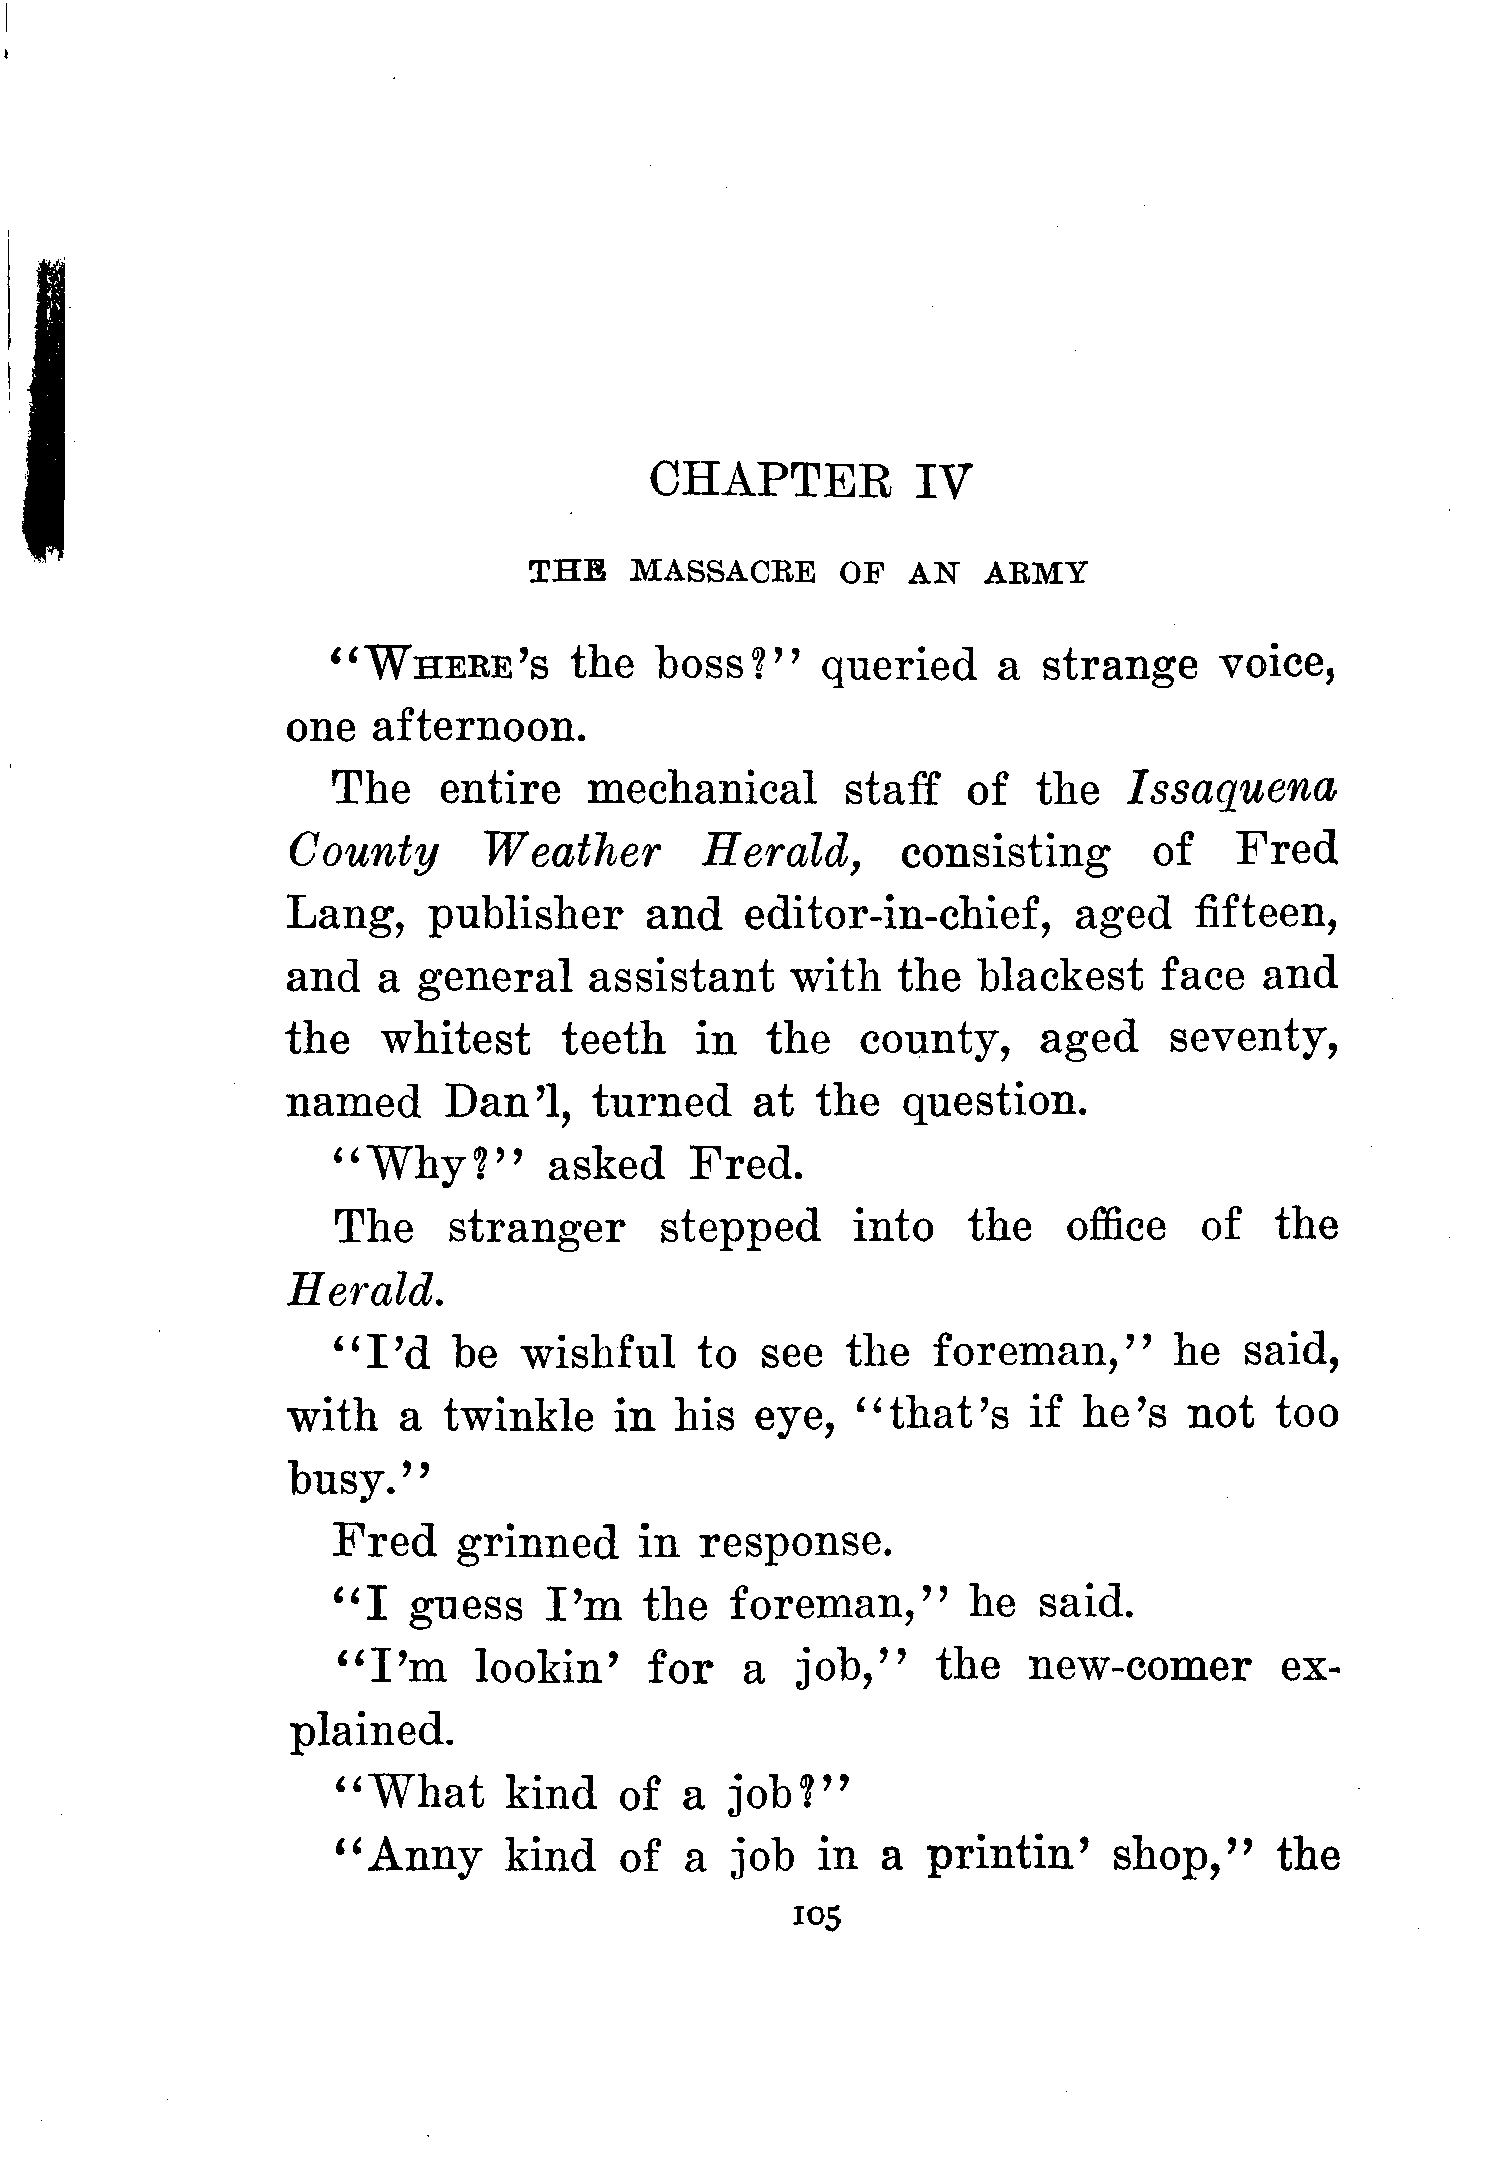 CHAPTER IV
THE MASSACRE OF AN ARMY
“WHERE’S the boss?” queried a strange voice,
one afternoon.
The entire mechanical staff of the Issaquena
County Weather Herald, consisting of Fred
Lang, publisher and editor-in-chief, aged fifteen,
and a general assistant with the blackest face and
the whitest teeth in the county, aged seventy,
named Dan’l, turned at the question.
“Why?” asked Fred.
The stranger stepped into the office of the
Herald.
“I’d be wishful to see the foreman,” he said,
with a twinkle in his eye, “that’s if he’s not too
busy.”
Fred grinned in response.
“I guess I’m the foreman,” he said.
“I’m lookin’ for a job,” the new-comer ex-
plained.
“What kind of a job?”
“Anny kind of a job in a printin’ shop,” the
105